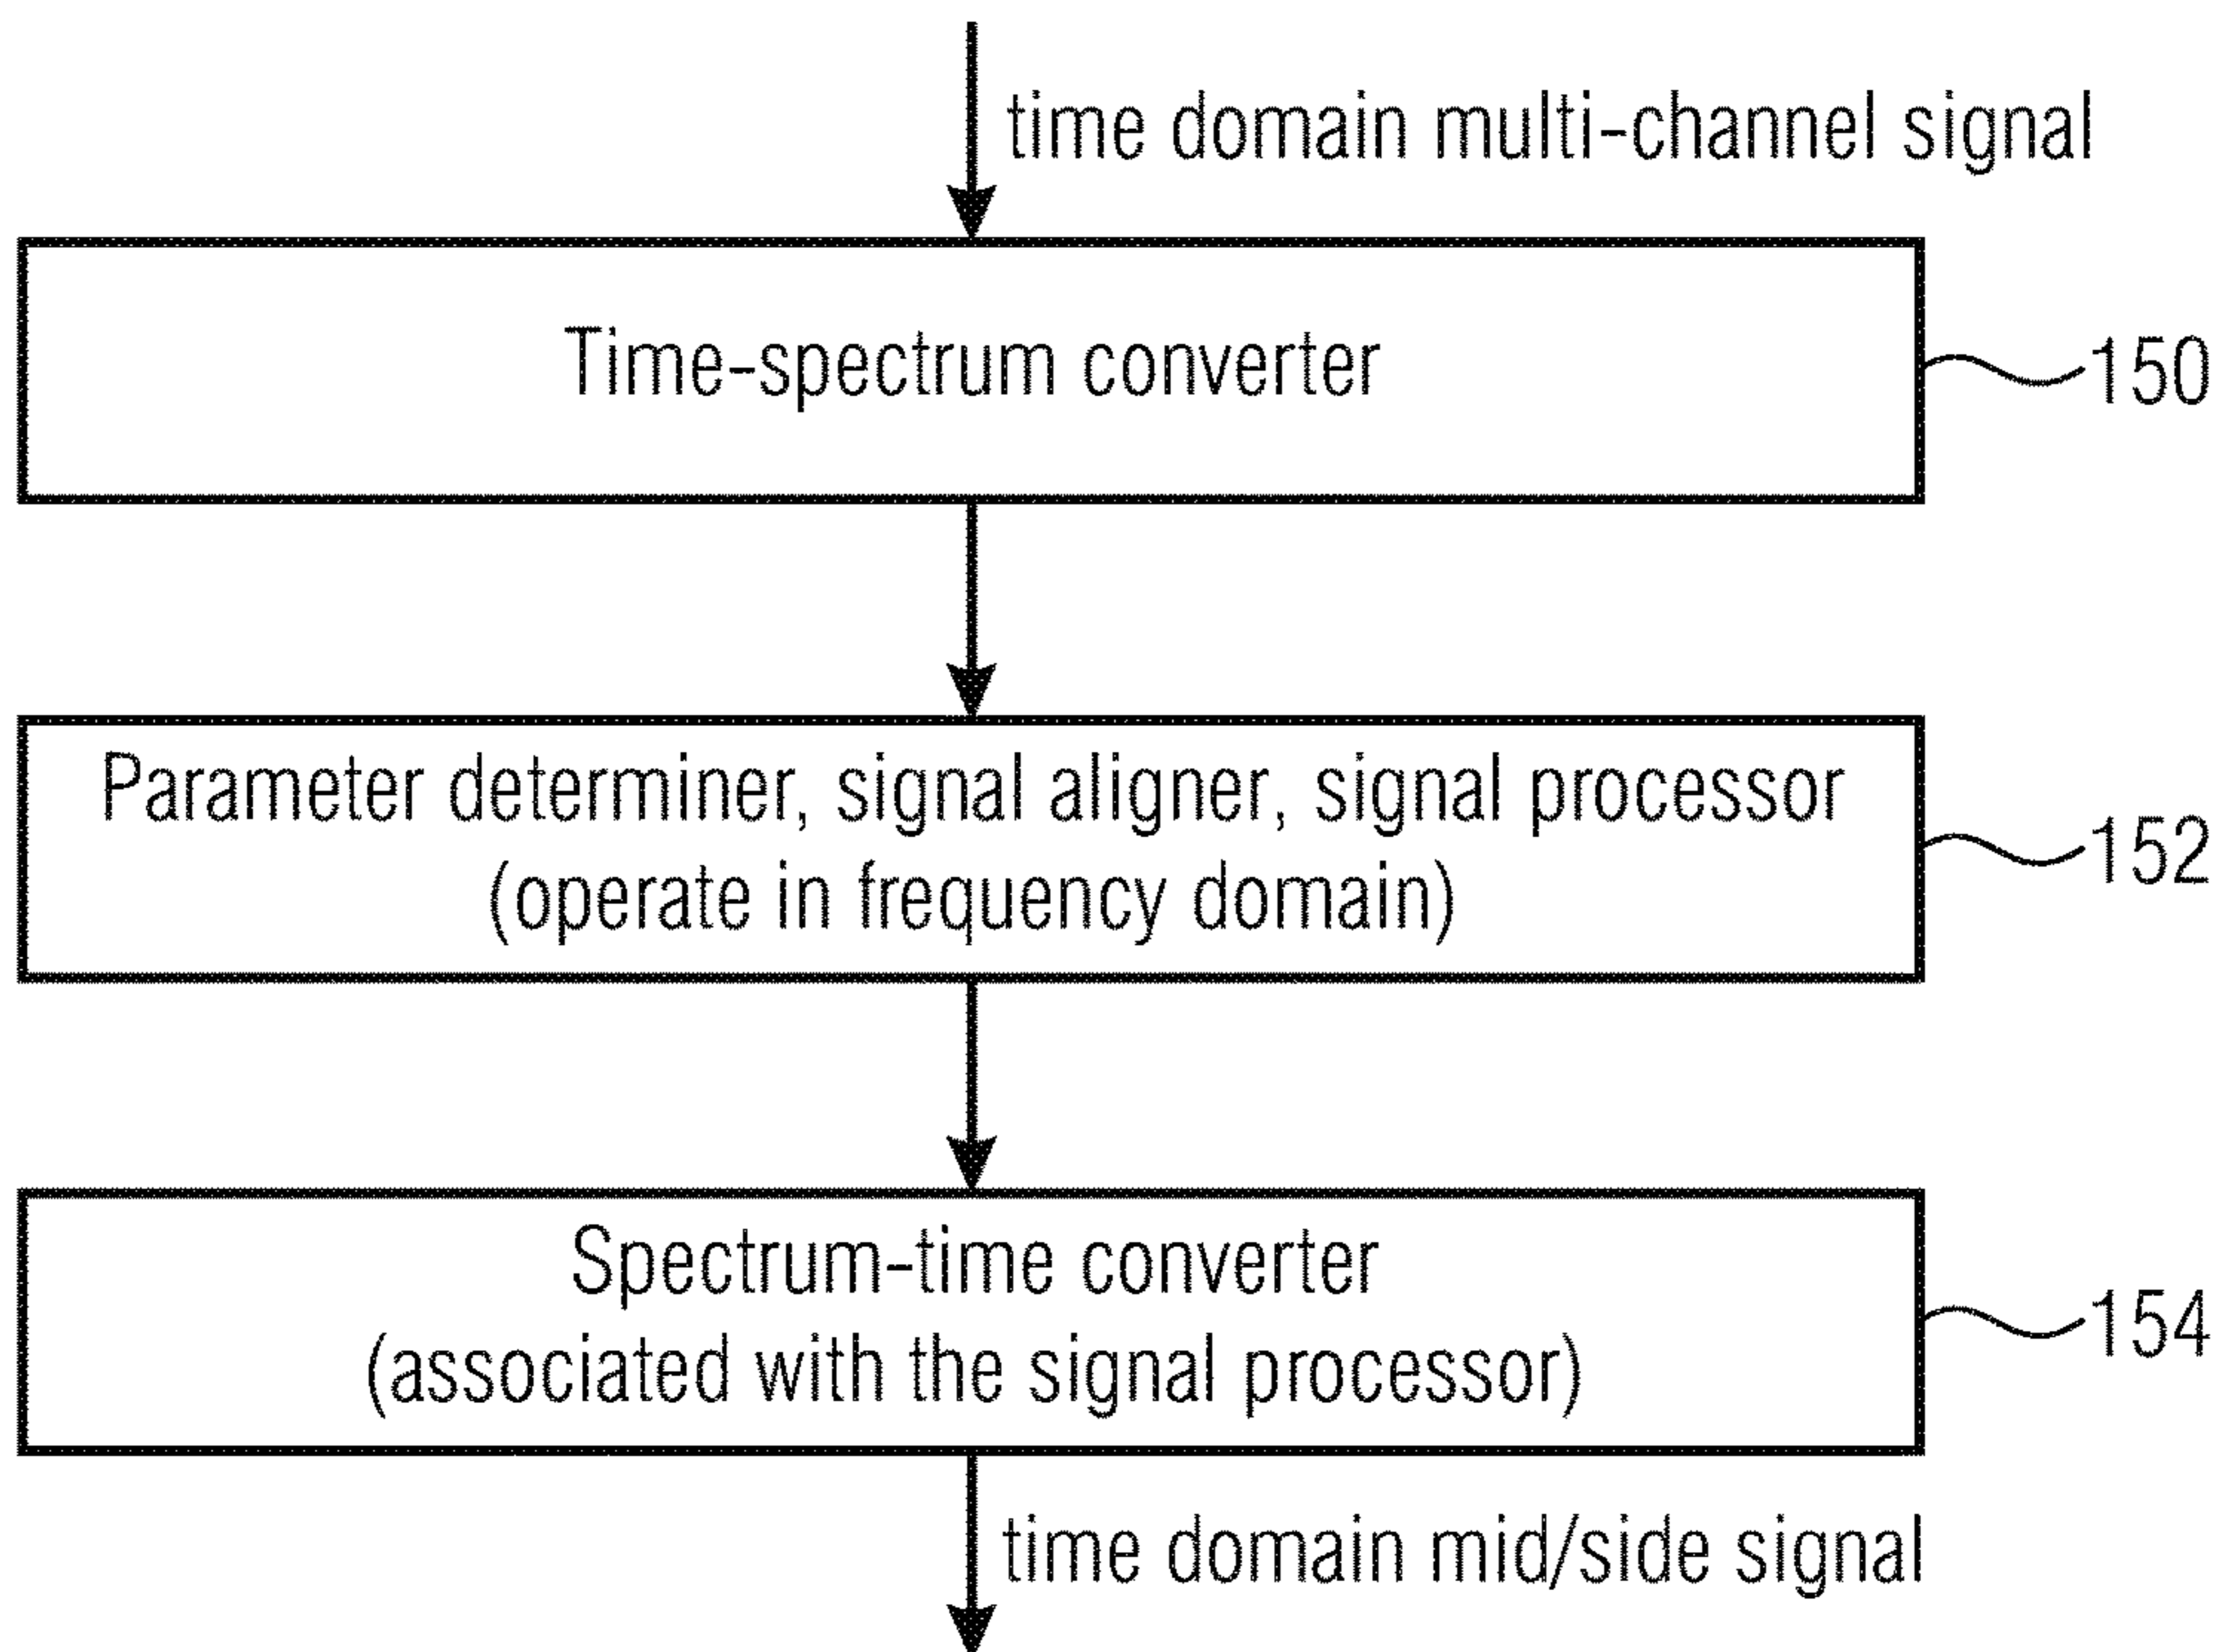 time domain multi-channel signal
Time-spectrum converter
150
Parameter determiner, signal aligner, signal processor
(operate in frequency domain)
152
Spectrum-time converter
(associated with the signal processor)
154
time domain mid/side signal